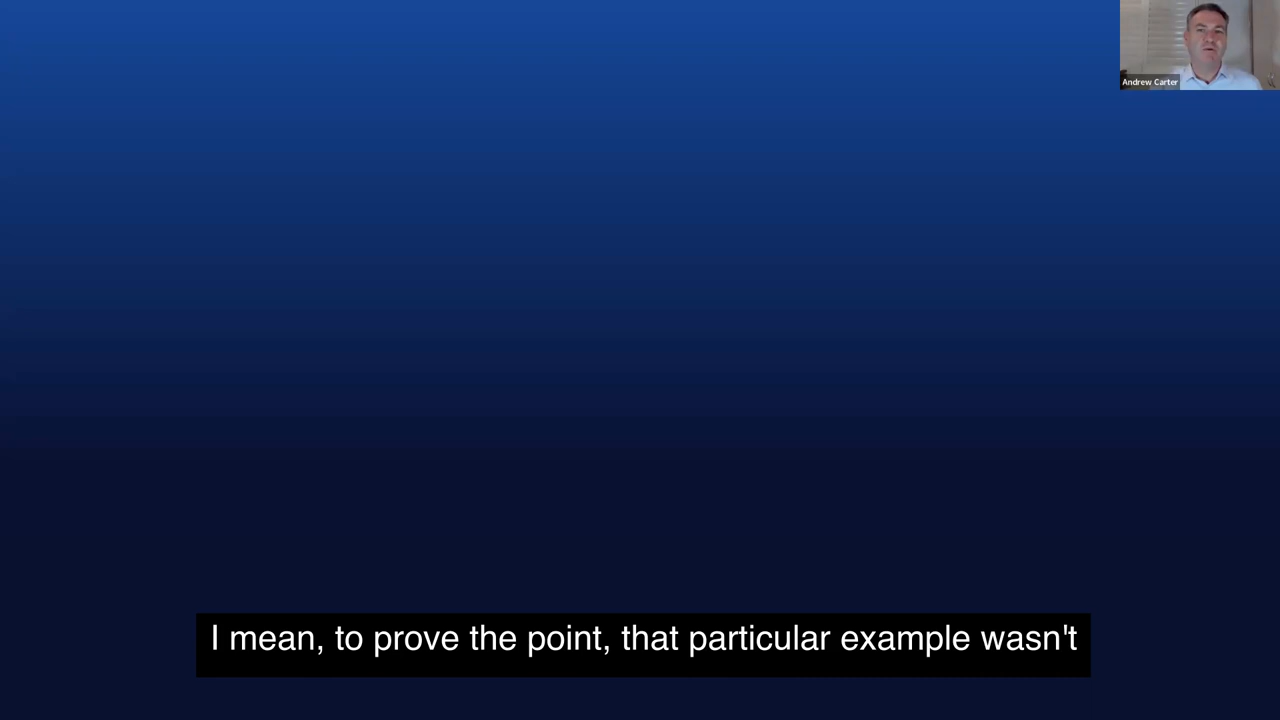 Andrew Carter
I mean, to prove the point, that particular example wasn't